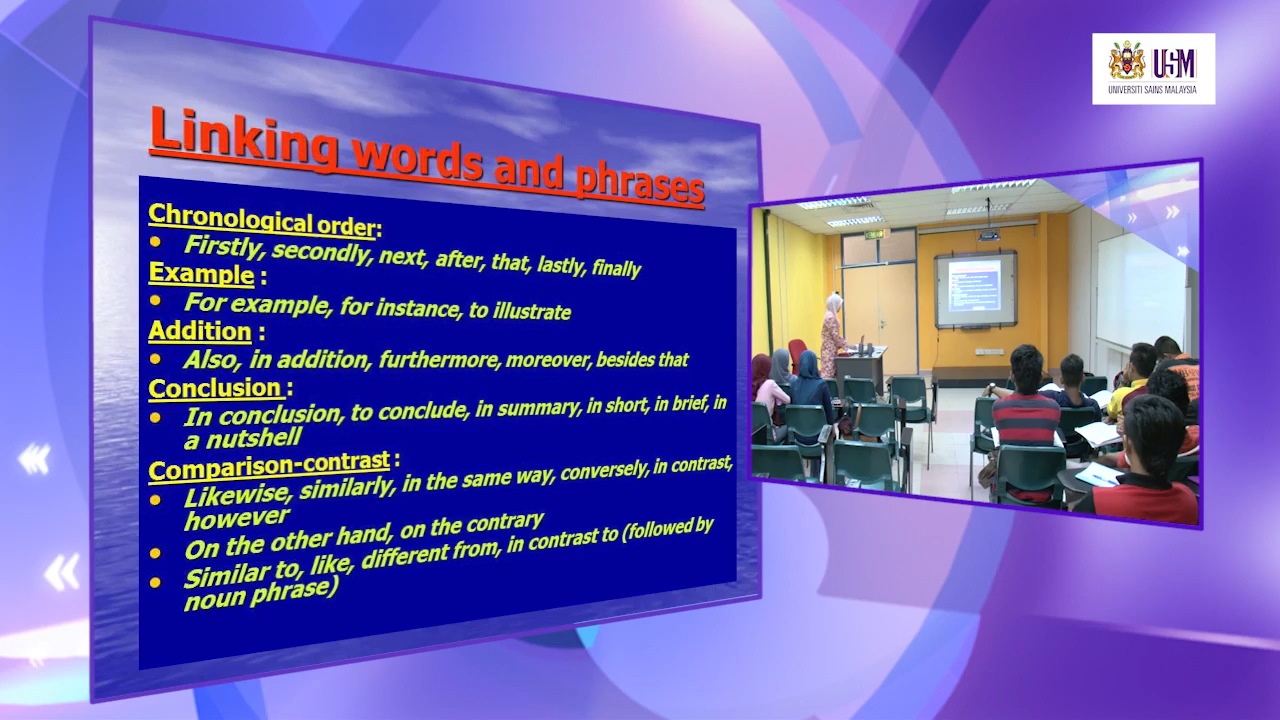 Linking words and phrases
Chronological order:
• Firstly, secondly, next, after, that, lastly, finally
Example :
• For example, for instance, to illustrate
Addition :
• Also, in addition, furthermore, moreover, besides that
Conclusion :
• In conclusion, to conclude, in summary, in short, in brief, in
a nutshell
Comparison-contrast :
• Likewise, similarly, in the same way, conversely, in contrast,
however
• On the other hand, on the contrary
• Similar to, like, different from, in contrast to (followed by
noun phrase)
USM
UNIVERSITI SAINS MALAYSIA